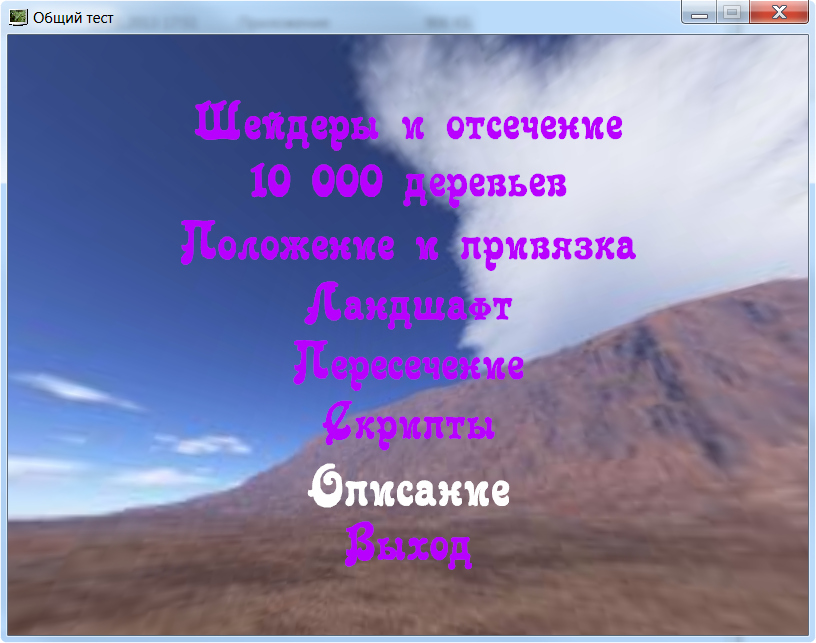 Общий тест
Шейдеры и отсечение
10 000 деревьев
Положение и привязка
Ландшафт
Пересечение
Скрипты
Описание
Выход